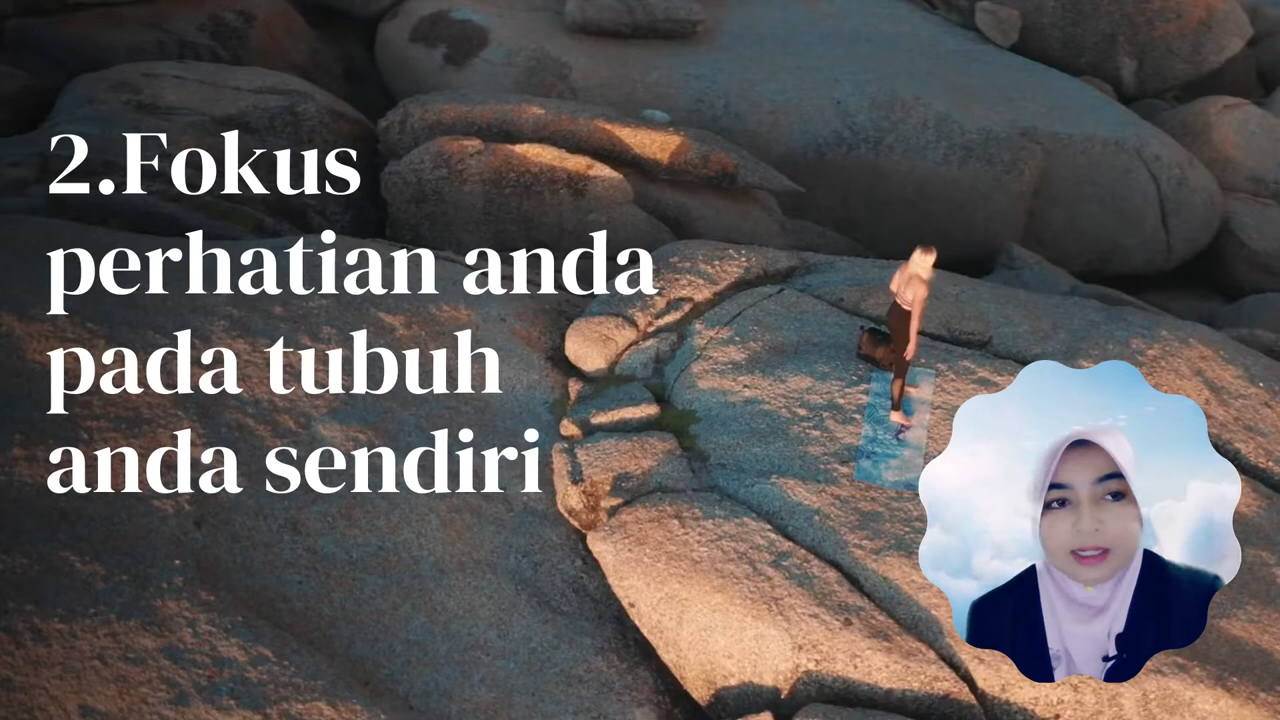 2.Fokus
perhatian anda
pada tubuh
anda sendiri